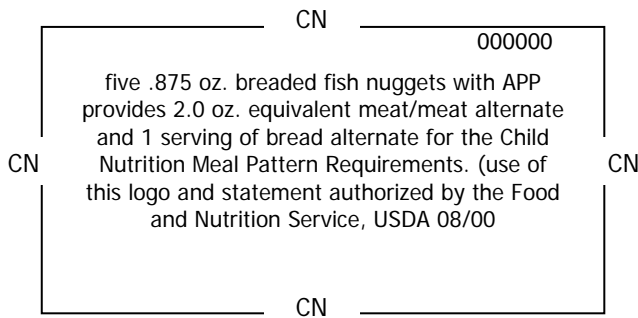 CN
000000
five .875 oz. breaded fish nuggets with APP
provides 2.0 oz. equivalent meat/meat alternate
and 1 serving of bread alternate for the Child
CN Nutrition Meal Pattern Requirements. (use of CN
this logo and statement authorized by the Food
and Nutrition Service, USDA 08/00
CN